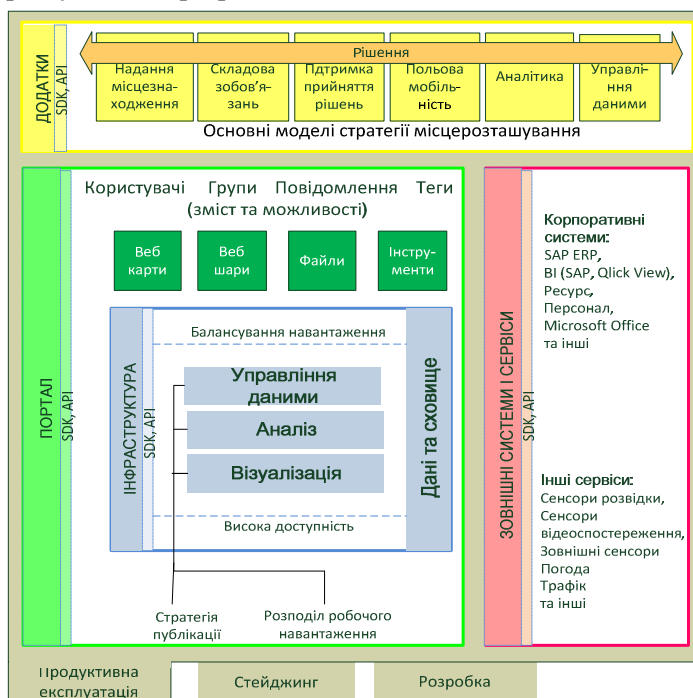 Рішення
ДОДАТКИ
SDK, API
Надання
місцезна-
ходження
Складова
зобов’я-
зань
Пдтримка
прийняття
рішень
Польова
мобіль-
ність
Аналітика
Управлі-
ння
даними
Основні моделі стратегії місцерозташування
ПОРТАЛ
SDK, API
Користувачі Групи Повідомлення Теги
(зміст та можливості)
Веб
карти
Веб
шари
Файли
Інстру-
менти
ІНФРАСТРУКТУРА
SDK, API
Балансування навантаження
Управління
даними
Аналіз
Візуалізація
Висока доступність
Дані та сховище
Стратегія
публікації
Розподіл робочого
навантаження
ЗОВНІШНІ СИСТЕМИ І СЕРВІСИ
SDK, API
Корпоративні
системи:
SAP ERP,
BI (SAP, Qlick View),
Ресурс,
Персонал,
Microsoft Office
та інші
Інші сервіси:
Сенсори розвідки,
Сенсори
відеоспостереження,
Зовнішні сенсори
Погода
Трафік
та інші
Продуктивна
експлуатація
Стейджинг
Розробка